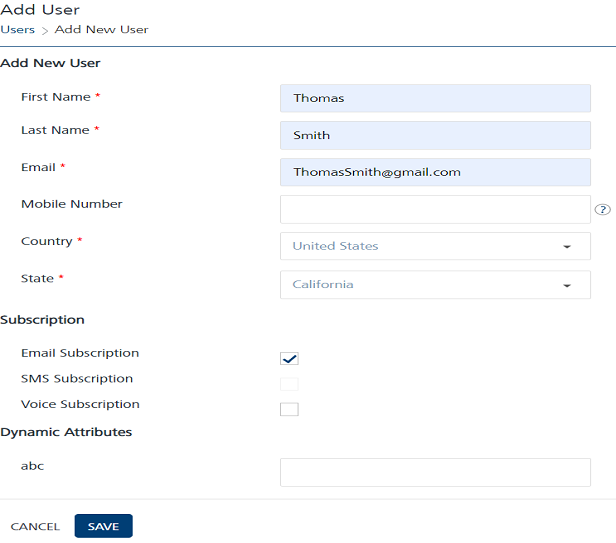 Add User
Users > Add New User
Add New User
First Name * Thomas
Last Name * Smith
Email * ThomasSmith@gmail.com
Mobile Number ?
Country * United States
State * California
Subscription
Email Subscription
SMS Subscription
Voice Subscription
Dynamic Attributes
abc
CANCEL SAVE